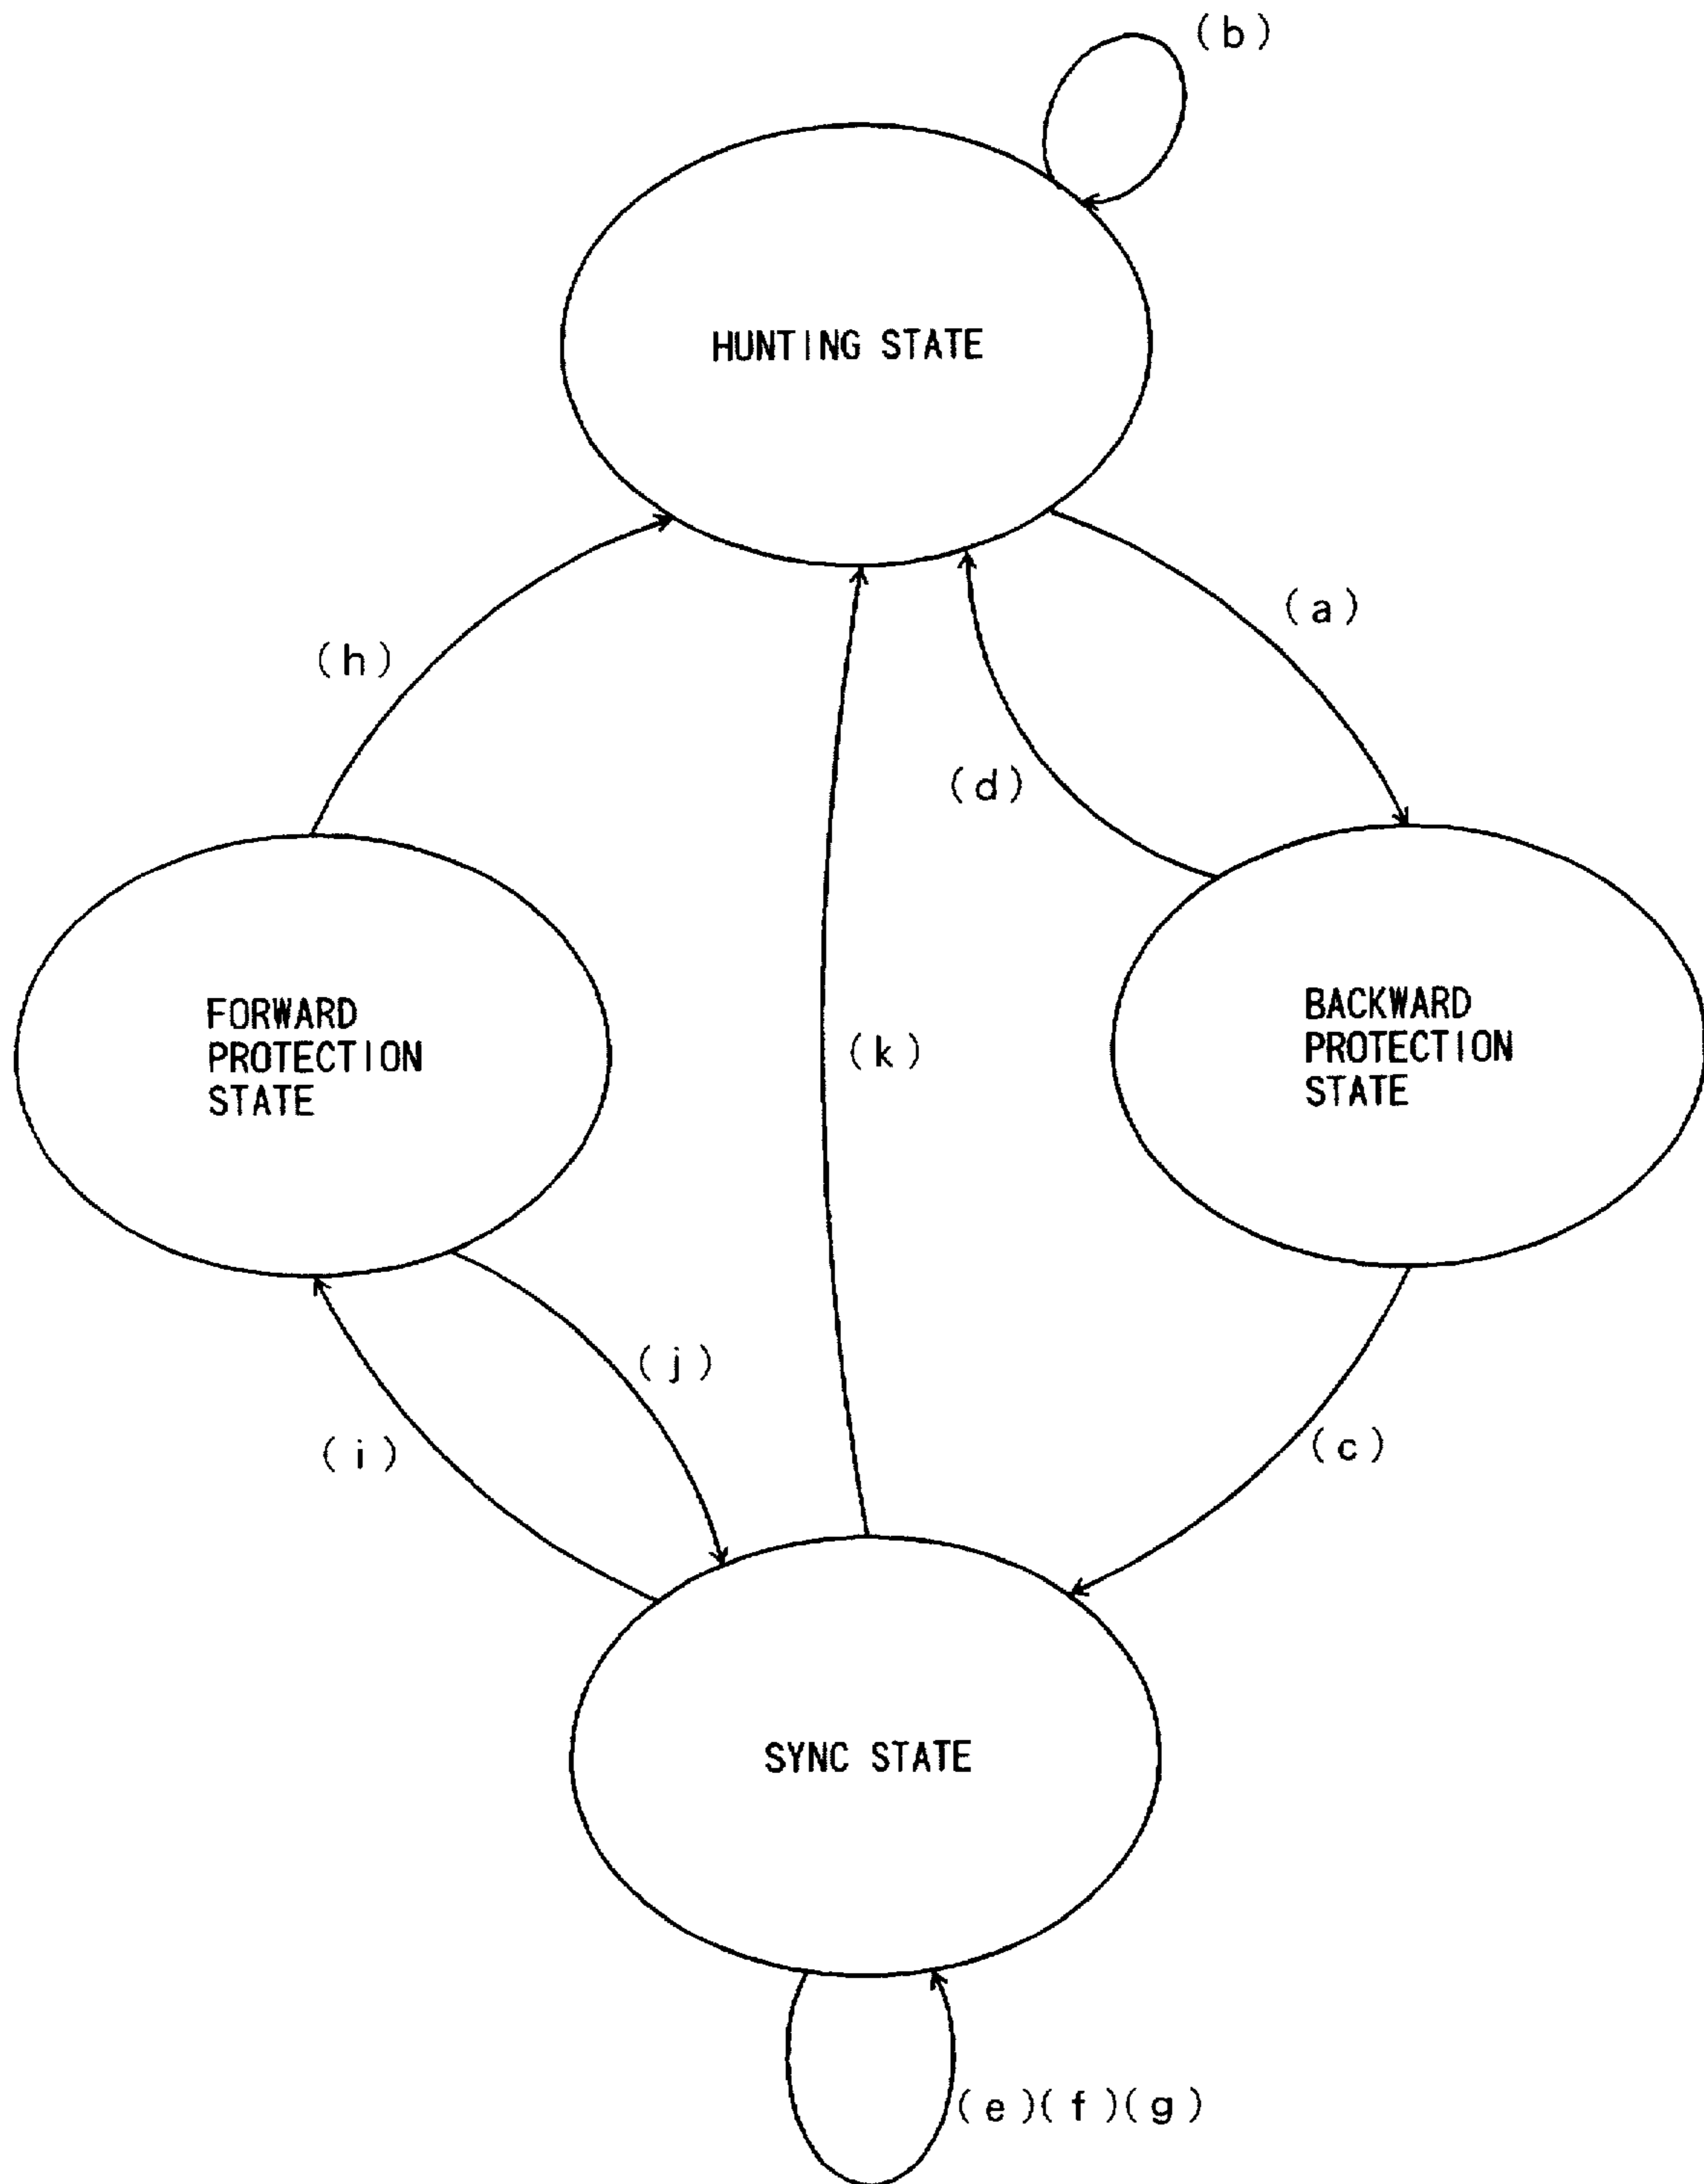 (b)
HUNTING STATE
(a)
(h)
(d)
FORWARD
PROTECTION
STATE
(k)
BACKWARD
PROTECTION
STATE
(j)
(i)
(c)
SYNC STATE
(e)(f)(g)